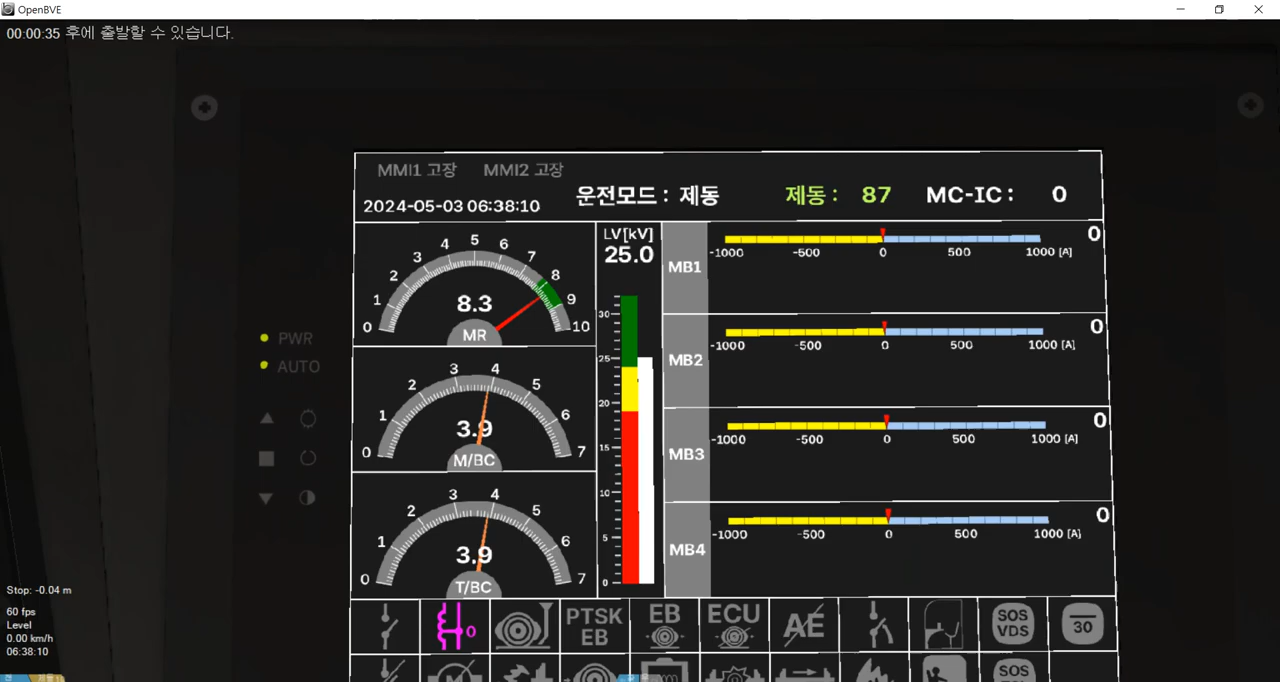 OpenBVE
00:00:35 후에 출발할 수 있습니다.
MMI1 고장 MMI2 고장
2024-05-03 06:38:10
운전모드 : 제동
제동 : 87
MC-IC : 0
0 1 2 3 4 5 6 7 8 9 10
8.3
MR
0 1 2 3 4 5 6 7
3.9
M/BC
0 1 2 3 4 5 6 7
3.9
T/BC
LV[kV]
25.0
30
25
20
15
10
5
0
MB1
0
-1000 -500 0 500 1000 [A]
MB2
0
-1000 -500 0 500 1000 [A]
MB3
0
-1000 -500 0 500 1000 [A]
MB4
0
-1000 -500 0 500 1000 [A]
PWR
AUTO
0
PTSK
EB
EB
ECU
AE
SOS
VDS
30
SOS
Stop: -0.04 m
60 fps
Level
0.00 km/h
06:38:10